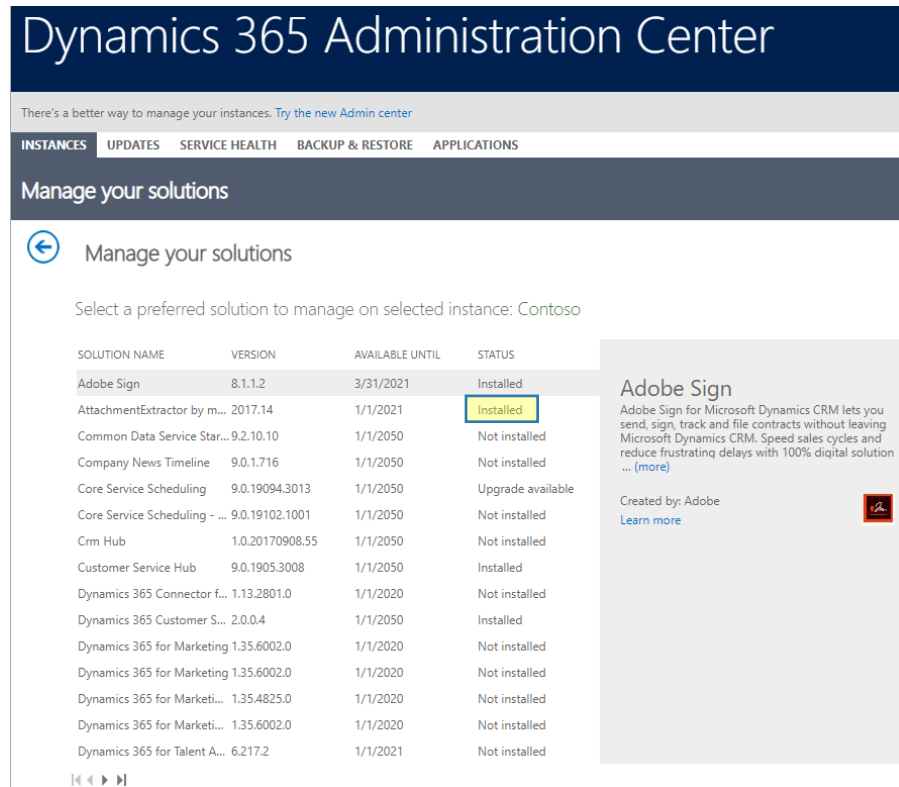 Dynamics 365 Administration Center
There's a better way to manage your instances. Try the new Admin center
INSTANCES UPDATES SERVICE HEALTH BACKUP & RESTORE APPLICATIONS
Manage your solutions
Manage your solutions
Select a preferred solution to manage on selected instance: Contoso
SOLUTION NAME VERSION AVAILABLE UNTIL STATUS
Adobe Sign 8.1.1.2 3/31/2021 Installed
AttachmentExtractor by m... 2017.14 1/1/2021 Installed
Common Data Service Star... 9.2.10.10 1/1/2050 Not installed
Company News Timeline 9.0.1.716 1/1/2050 Not installed
Core Service Scheduling 9.0.19094.3013 1/1/2050 Upgrade available
Core Service Scheduling - ... 9.0.19102.1001 1/1/2050 Not installed
Crm Hub 1.0.20170908.55 1/1/2050 Not installed
Customer Service Hub 9.0.1905.3008 1/1/2050 Installed
Dynamics 365 Connector f... 1.13.2801.0 1/1/2020 Not installed
Dynamics 365 Customer S... 2.0.0.4 1/1/2050 Installed
Dynamics 365 for Marketing 1.35.6002.0 1/1/2020 Not installed
Dynamics 365 for Marketing 1.35.6002.0 1/1/2020 Not installed
Dynamics 365 for Marketi... 1.35.4825.0 1/1/2020 Not installed
Dynamics 365 for Marketi... 1.35.6002.0 1/1/2020 Not installed
Dynamics 365 for Talent A... 6.217.2 1/1/2021 Not installed
Adobe Sign
Adobe Sign for Microsoft Dynamics CRM lets you
send, sign, track and file contracts without leaving
Microsoft Dynamics CRM. Speed sales cycles and
reduce frustrating delays with 100% digital solution
... (more)
Created by: Adobe
Learn more